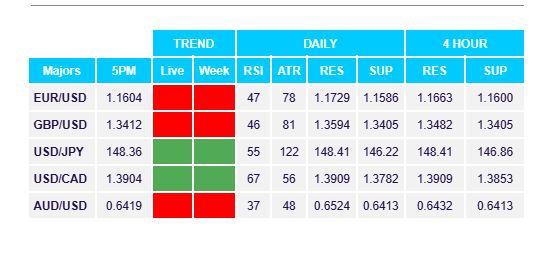 TREND DAILY 4 HOUR
Majors 5PM Live Week RSI ATR RES SUP RES SUP
EUR/USD 1.1604 47 78 1.1729 1.1586 1.1663 1.1600
GBP/USD 1.3412 46 81 1.3594 1.3405 1.3482 1.3405
USD/JPY 148.36 55 122 148.41 146.22 148.41 146.86
USD/CAD 1.3904 67 56 1.3909 1.3782 1.3909 1.3853
AUD/USD 0.6419 37 48 0.6524 0.6413 0.6432 0.6413